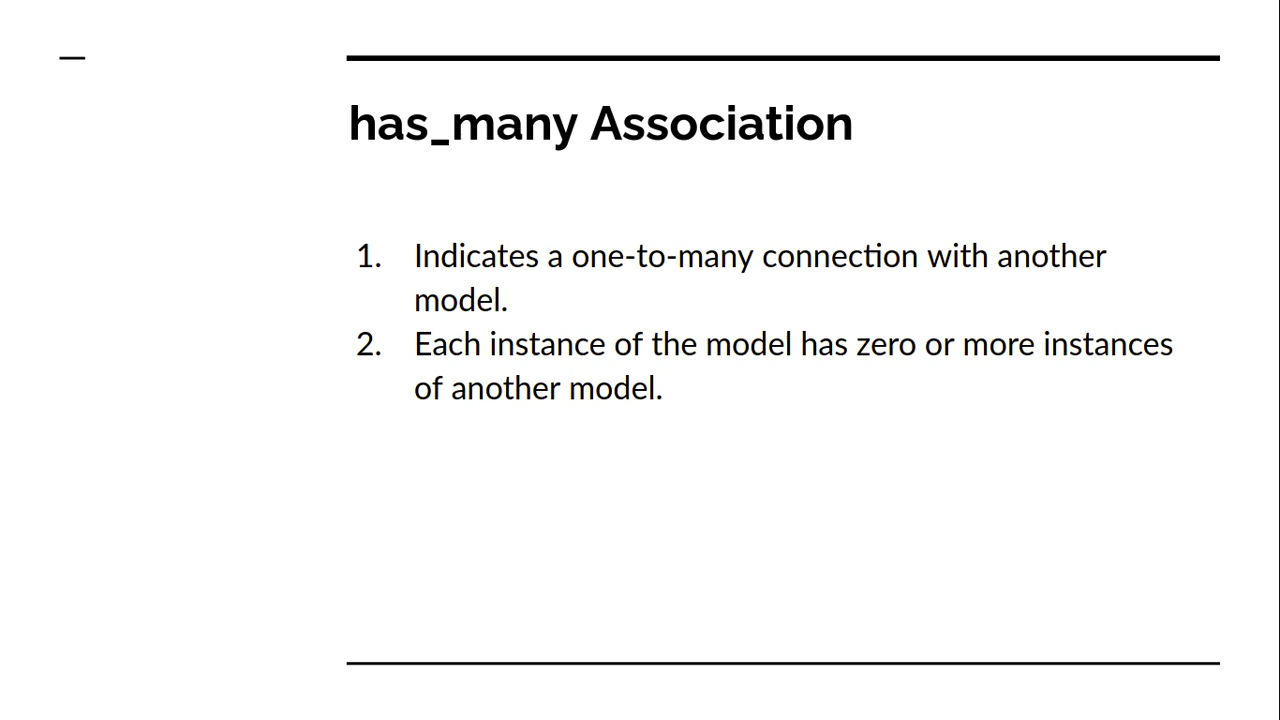 has_many Association
1. Indicates a one-to-many connection with another
model.
2. Each instance of the model has zero or more instances
of another model.